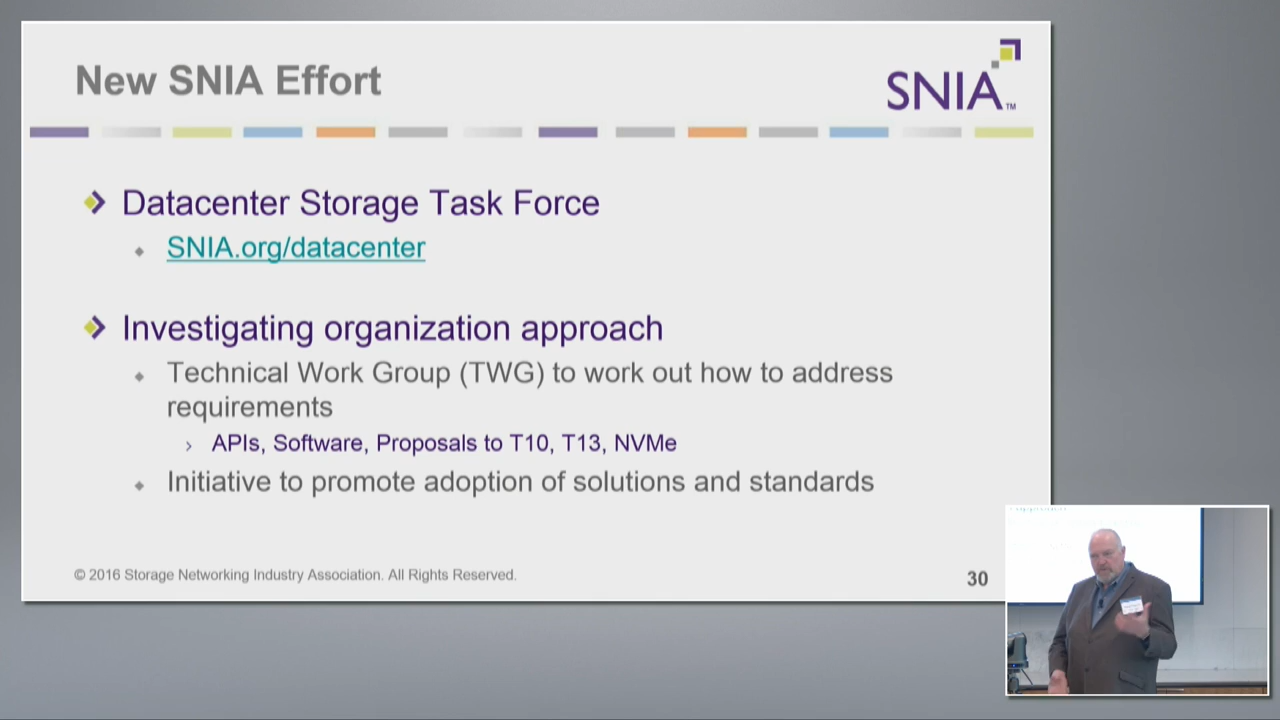 New SNIA Effort
SNIA™
Datacenter Storage Task Force
SNIA.org/datacenter
Investigating organization approach
Technical Work Group (TWG) to work out how to address
requirements
APIs, Software, Proposals to T10, T13, NVMe
Initiative to promote adoption of solutions and standards
© 2016 Storage Networking Industry Association. All Rights Reserved.
30